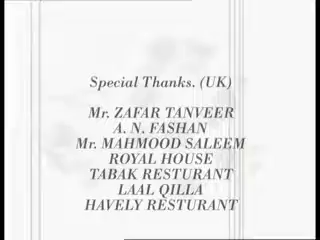 Special Thanks. (UK)
Mr. ZAFAR TANVEER
A. N. FASHAN
Mr. MAHMOOD SALEEM
ROYAL HOUSE
TABAK RESTURANT
LAAL QILLA
HAVELY RESTURANT